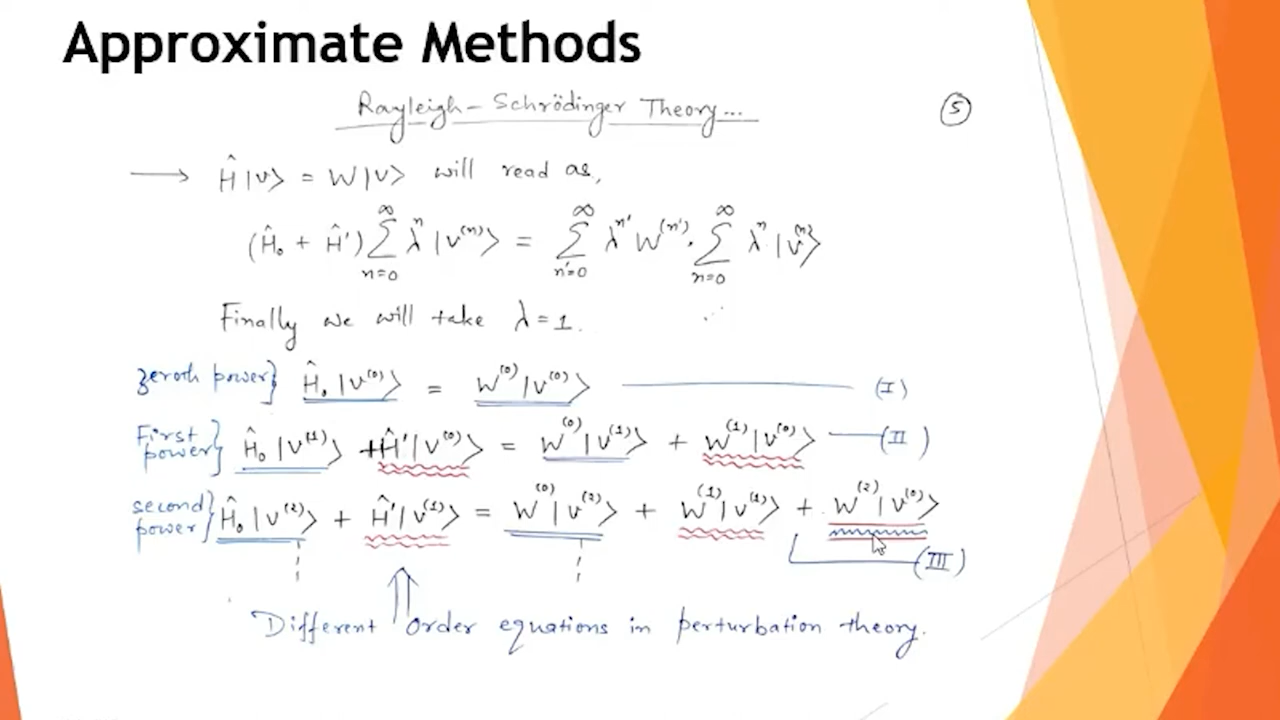 Approximate Methods
Rayleigh - Schrödinger Theory...
(5)
→ Ĥ|v⟩ = W|v⟩ will read as,
(Ĥ₀ + Ĥ') ∑_{n=0}^{∞} λⁿ |v⁽ⁿ⁾⟩ = ∑_{n'=0}^{∞} λ^{n'} W^{(n')} · ∑_{n=0}^{∞} λⁿ |v⁽ⁿ⁾⟩
Finally we will take λ = 1.
zeroth power} Ĥ₀ |v⁽⁰⁾⟩ = W⁽⁰⁾|v⁽⁰⁾⟩ —— (I)
First power} Ĥ₀ |v⁽¹⁾⟩ + Ĥ'|v⁽⁰⁾⟩ = W⁽⁰⁾|v⁽¹⁾⟩ + W⁽¹⁾|v⁽⁰⁾⟩ —— (II)
second power} Ĥ₀ |v⁽²⁾⟩ + Ĥ'|v⁽¹⁾⟩ = W⁽⁰⁾|v⁽²⁾⟩ + W⁽¹⁾|v⁽¹⁾⟩ + W⁽²⁾|v⁽⁰⁾⟩
(III)
Different Order equations in perturbation theory.